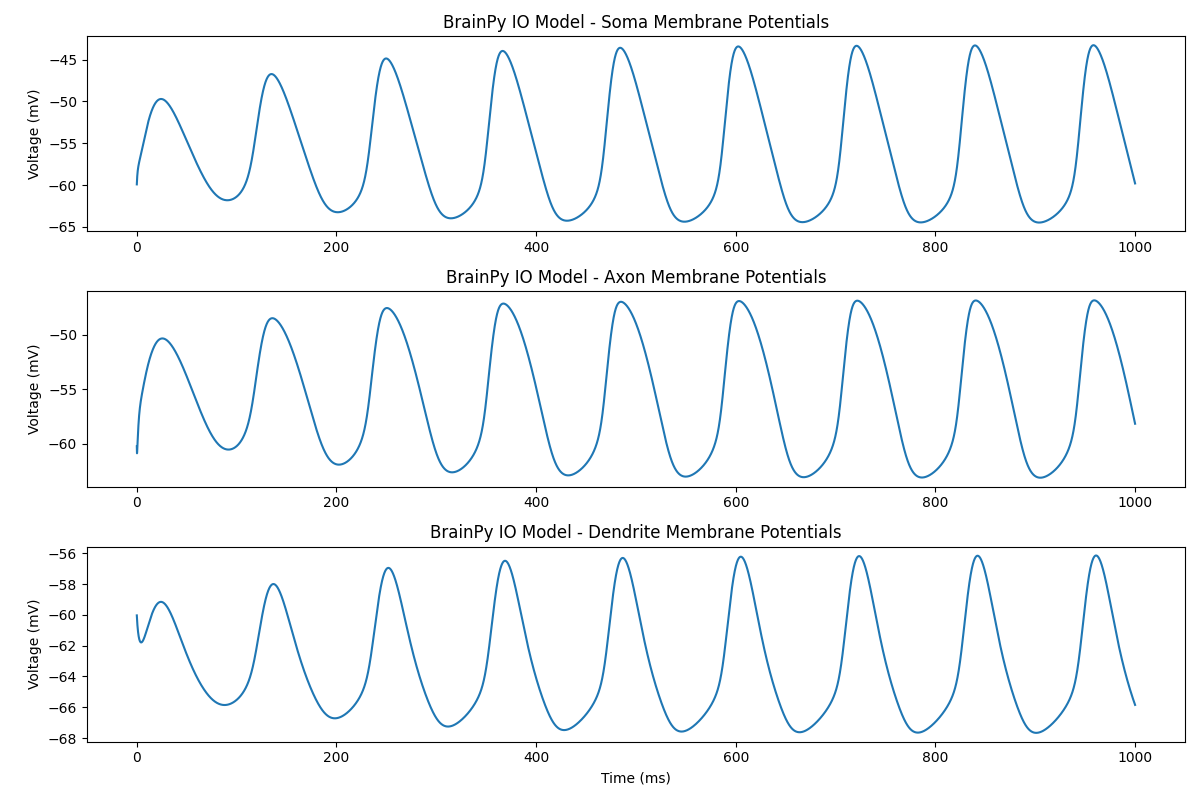 BrainPy IO Model - Soma Membrane Potentials
Voltage (mV)
−45
−50
−55
−60
−65
0 200 400 600 800 1000
BrainPy IO Model - Axon Membrane Potentials
Voltage (mV)
−50
−55
−60
0 200 400 600 800 1000
BrainPy IO Model - Dendrite Membrane Potentials
Voltage (mV)
−56
−58
−60
−62
−64
−66
−68
0 200 400 600 800 1000
Time (ms)